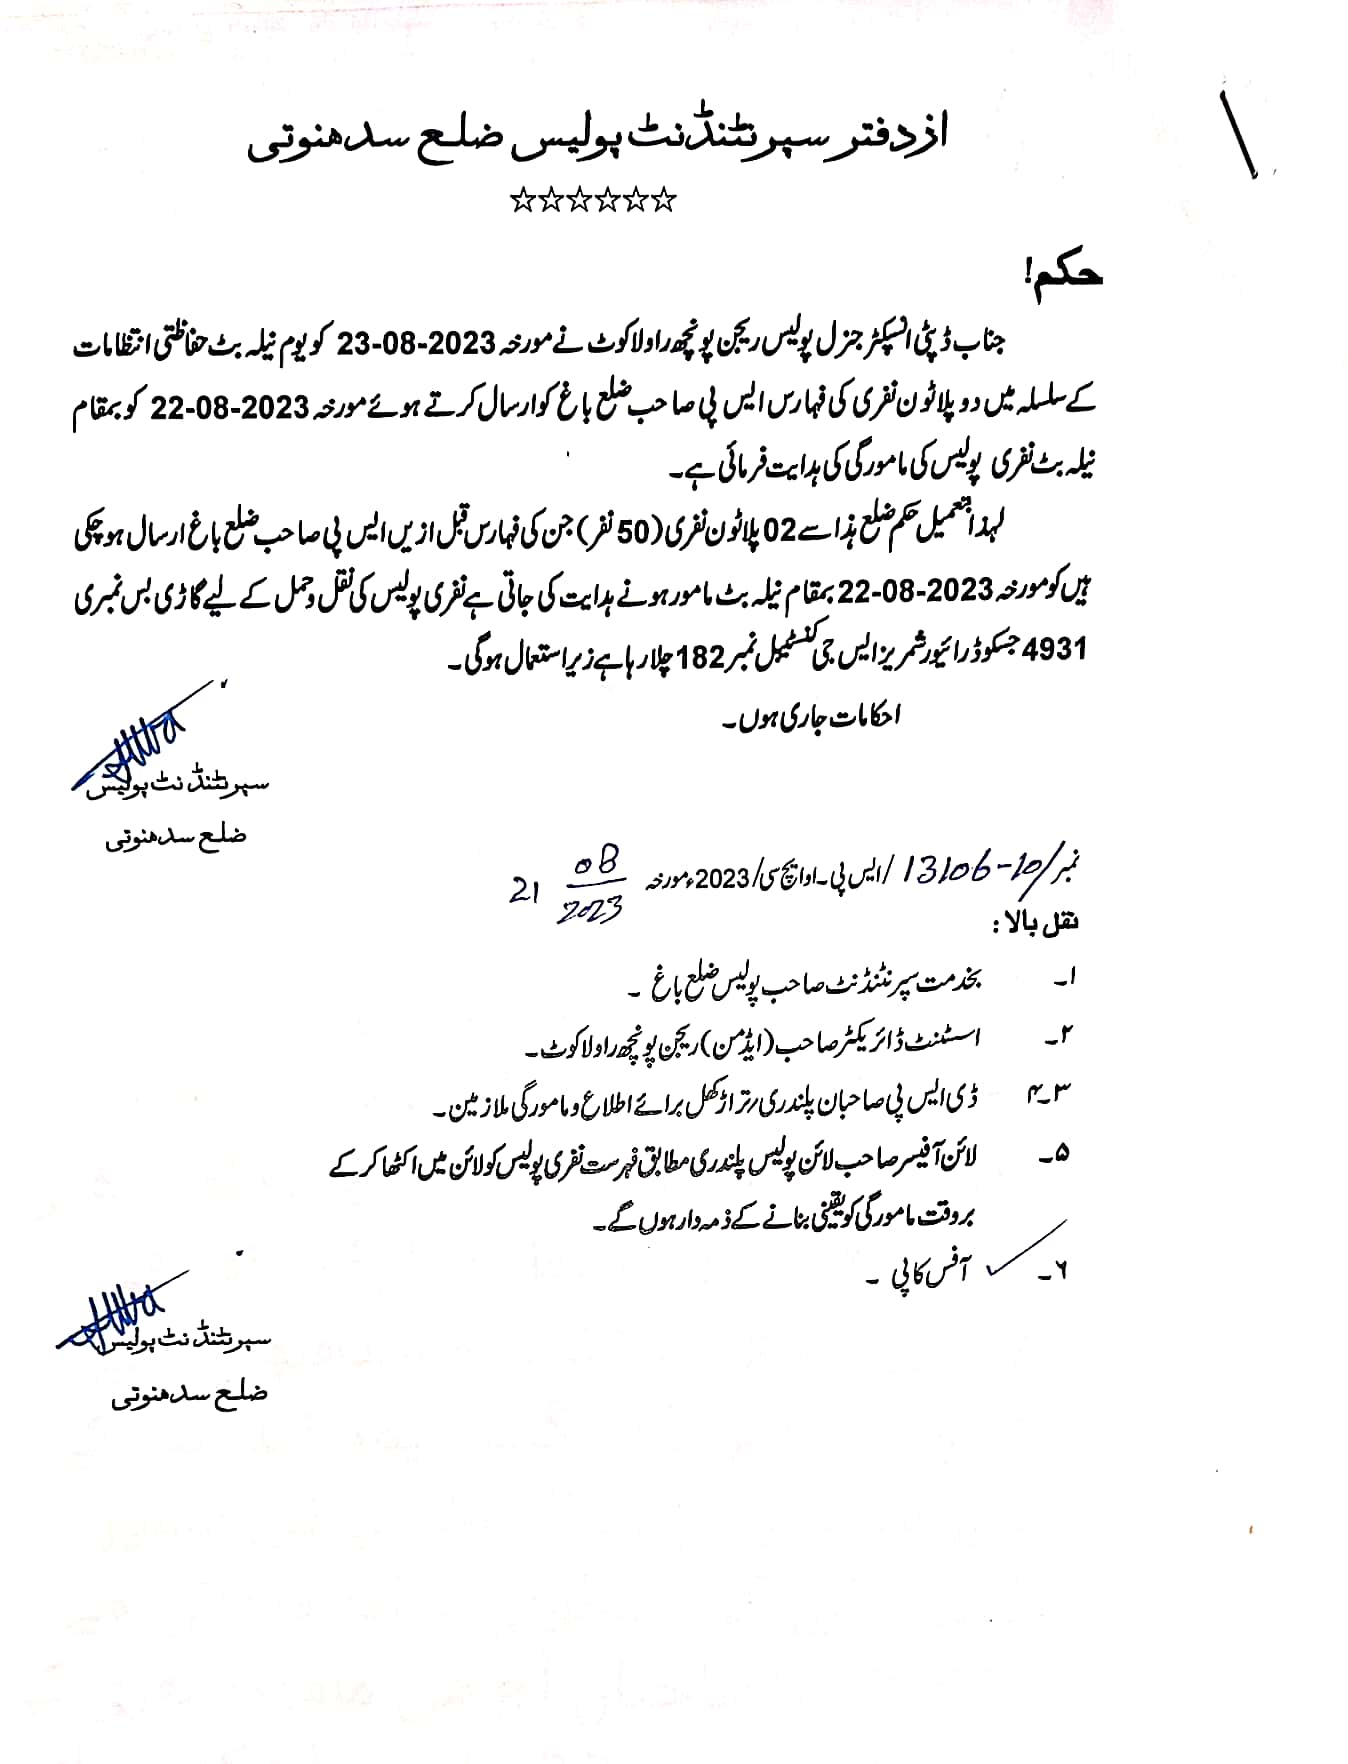 از دفتر سپرنٹنڈنٹ پولیس ضلع سدھنوتی
☆☆☆☆☆☆
حکم!
جناب ڈپٹی انسپکٹر جنرل پولیس ریجن پونچھ راولاکوٹ نے مورخہ 23-08-2023 کو یوم نیلہ بٹ حفاظتی انتظامات
کے سلسلہ میں دو پلاٹون نفری کی فہارس ایس پی صاحب ضلع باغ کو ارسال کرتے ہوئے مورخہ 22-08-2023 کو بمقام
نیلہ بٹ نفری پولیس کی مامورگی کی ہدایت فرمائی ہے۔
لہذا بتعمیل حکم ضلع ہذا سے 02 پلاٹون نفری (50 نفر) جن کی فہارس قبل ازیں ایس پی صاحب ضلع باغ ارسال ہو چکی
ہیں کو مورخہ 22-08-2023 بمقام نیلہ بٹ مامور ہونے ہدایت کی جاتی ہے نفری پولیس کی نقل و حمل کے لیے گاڑی بس نمبری
4931 جسکو ڈرائیور شمریز ایس جی کنسٹیبل نمبر 182 چلا رہا ہے زیر استعمال ہوگی۔
احکامات جاری ہوں۔
سپرنٹنڈنٹ پولیس
ضلع سدھنوتی
نمبر 13106-10/ /ایس پی۔او ایچ سی/2023ء مورخہ 21 08 2023
نقل بالا:
۱۔ بخدمت سپرنٹنڈنٹ صاحب پولیس ضلع باغ ۔
۲۔ اسسٹنٹ ڈائریکٹر صاحب (ایڈمن) ریجن پونچھ راولاکوٹ۔
۳۔۴ ڈی ایس پی صاحبان پلندری/تراڑکھل برائے اطلاع و مامورگی ملازمین۔
۵۔ لائن آفیسر صاحب لائن پولیس پلندری مطابق فہرست نفری پولیس کو لائن میں اکٹھا کر کے
بروقت مامورگی کو یقینی بنانے کے ذمہ دار ہوں گے۔
۶۔ آفس کاپی ۔
سپرنٹنڈنٹ پولیس
ضلع سدھنوتی